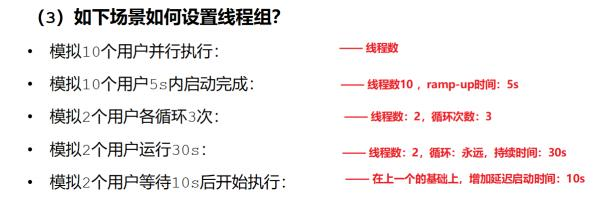 （3）如下场景如何设置线程组？
• 模拟10个用户并行执行： —— 线程数
• 模拟10个用户5s内启动完成： —— 线程数10 ，ramp-up时间：5s
• 模拟2个用户各循环3次： —— 线程数：2，循环次数：3
• 模拟2个用户运行30s： —— 线程数：2，循环：永远，持续时间：30s
• 模拟2个用户等待10s后开始执行： —— 在上一个的基础上，增加延迟启动时间：10s